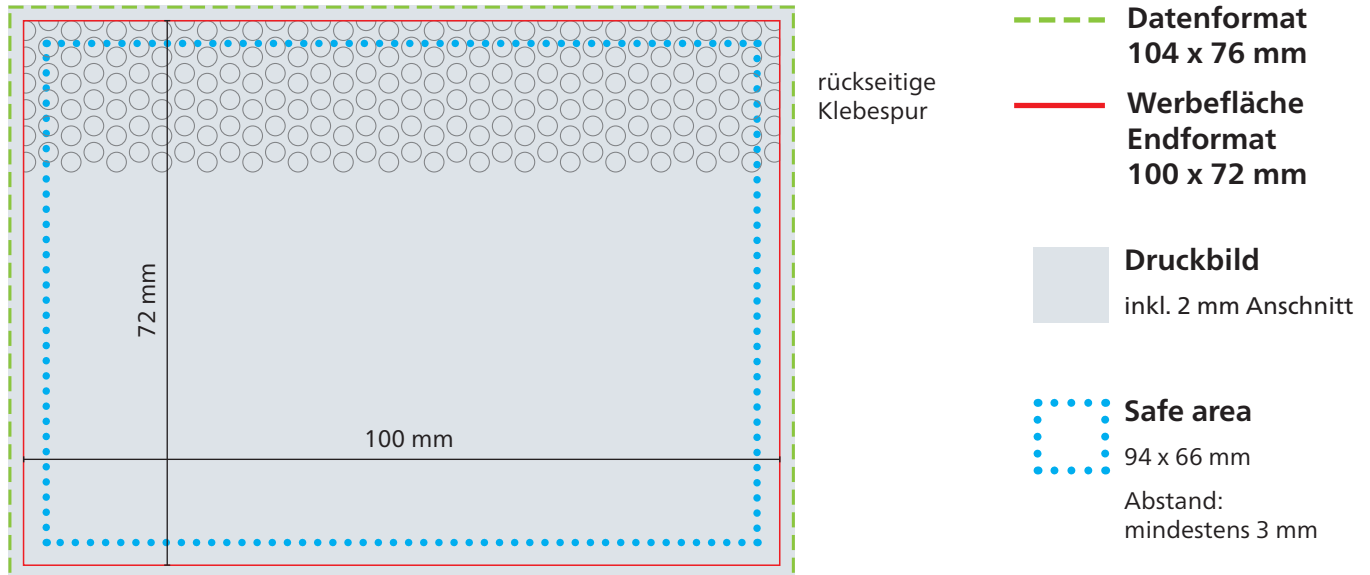 rückseitige
Klebespur
72 mm
100 mm
Datenformat
104 x 76 mm
Werbefläche
Endformat
100 x 72 mm
Druckbild
inkl. 2 mm Anschnitt
Safe area
94 x 66 mm
Abstand:
mindestens 3 mm